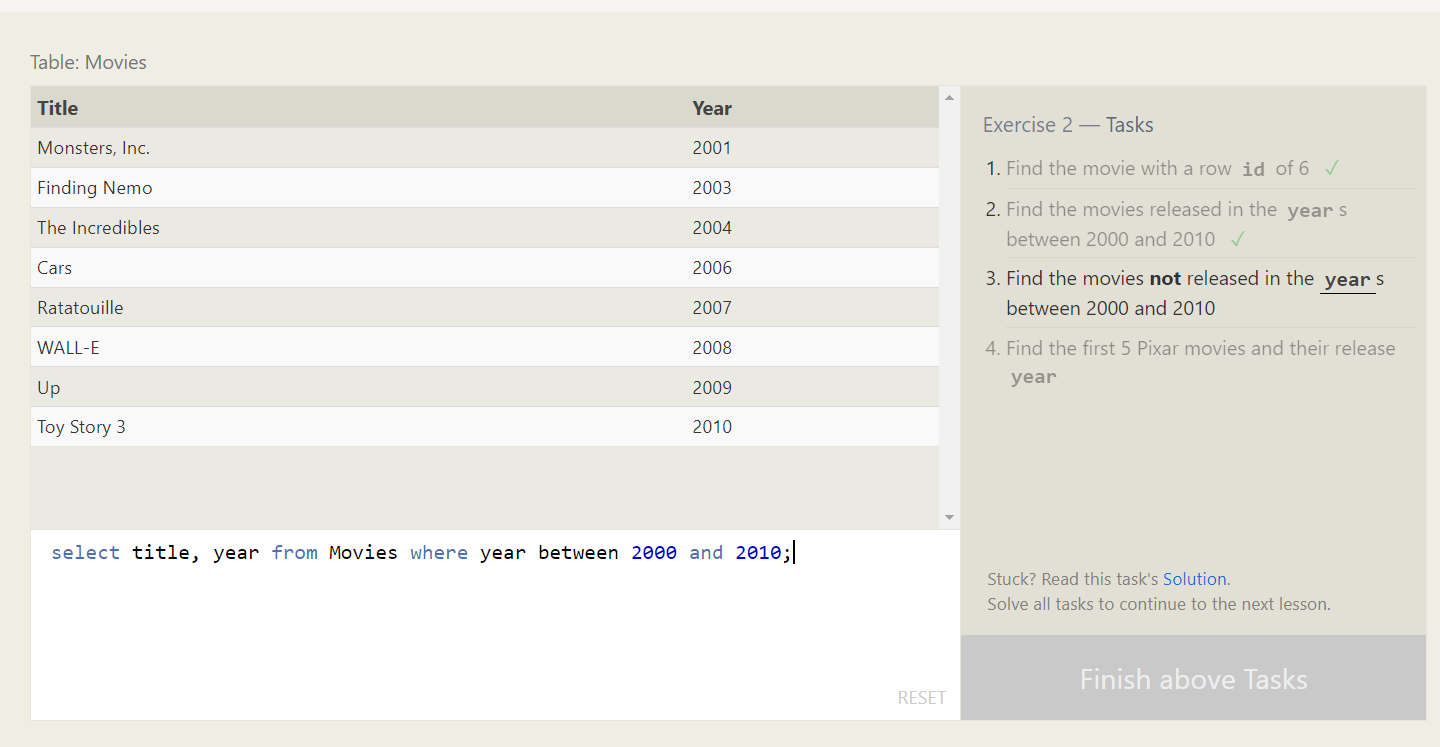 Table: Movies
Title Year
Monsters, Inc. 2001
Finding Nemo 2003
The Incredibles 2004
Cars 2006
Ratatouille 2007
WALL-E 2008
Up 2009
Toy Story 3 2010
select title, year from Movies where year between 2000 and 2010;
RESET
Exercise 2 — Tasks
1. Find the movie with a row id of 6 ✓
2. Find the movies released in the year s
between 2000 and 2010 ✓
3. Find the movies not released in the year s
between 2000 and 2010
4. Find the first 5 Pixar movies and their release
year
Stuck? Read this task's Solution.
Solve all tasks to continue to the next lesson.
Finish above Tasks